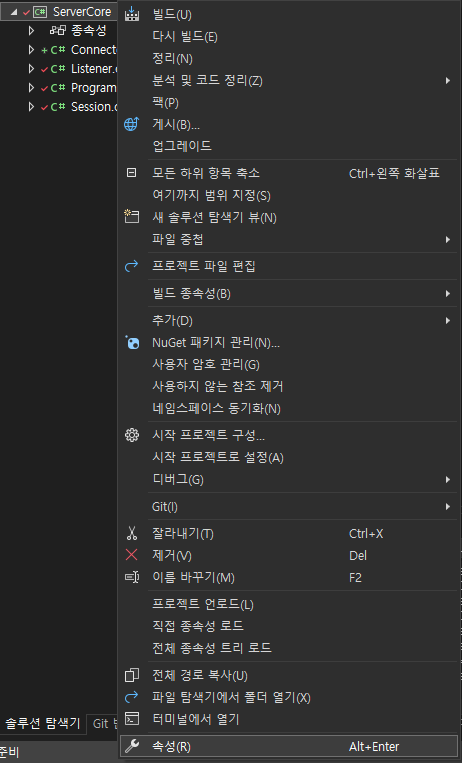 ServerCore
종속성
C# Connect
C# Listener.
C# Program
C# Session.
빌드(U)
다시 빌드(E)
정리(N)
분석 및 코드 정리(Z)
팩(P)
게시(B)...
업그레이드
모든 하위 항목 축소 Ctrl+왼쪽 화살표
여기까지 범위 지정(S)
새 솔루션 탐색기 뷰(N)
파일 중첩
프로젝트 파일 편집
빌드 종속성(B)
추가(D)
NuGet 패키지 관리(N)...
사용자 암호 관리(G)
사용하지 않는 참조 제거
네임스페이스 동기화(N)
시작 프로젝트 구성...
시작 프로젝트로 설정(A)
디버그(G)
Git(I)
잘라내기(T) Ctrl+X
제거(V) Del
이름 바꾸기(M) F2
프로젝트 언로드(L)
직접 종속성 로드
전체 종속성 트리 로드
전체 경로 복사(U)
파일 탐색기에서 폴더 열기(X)
터미널에서 열기
솔루션 탐색기 Git
속성(R) Alt+Enter
준비